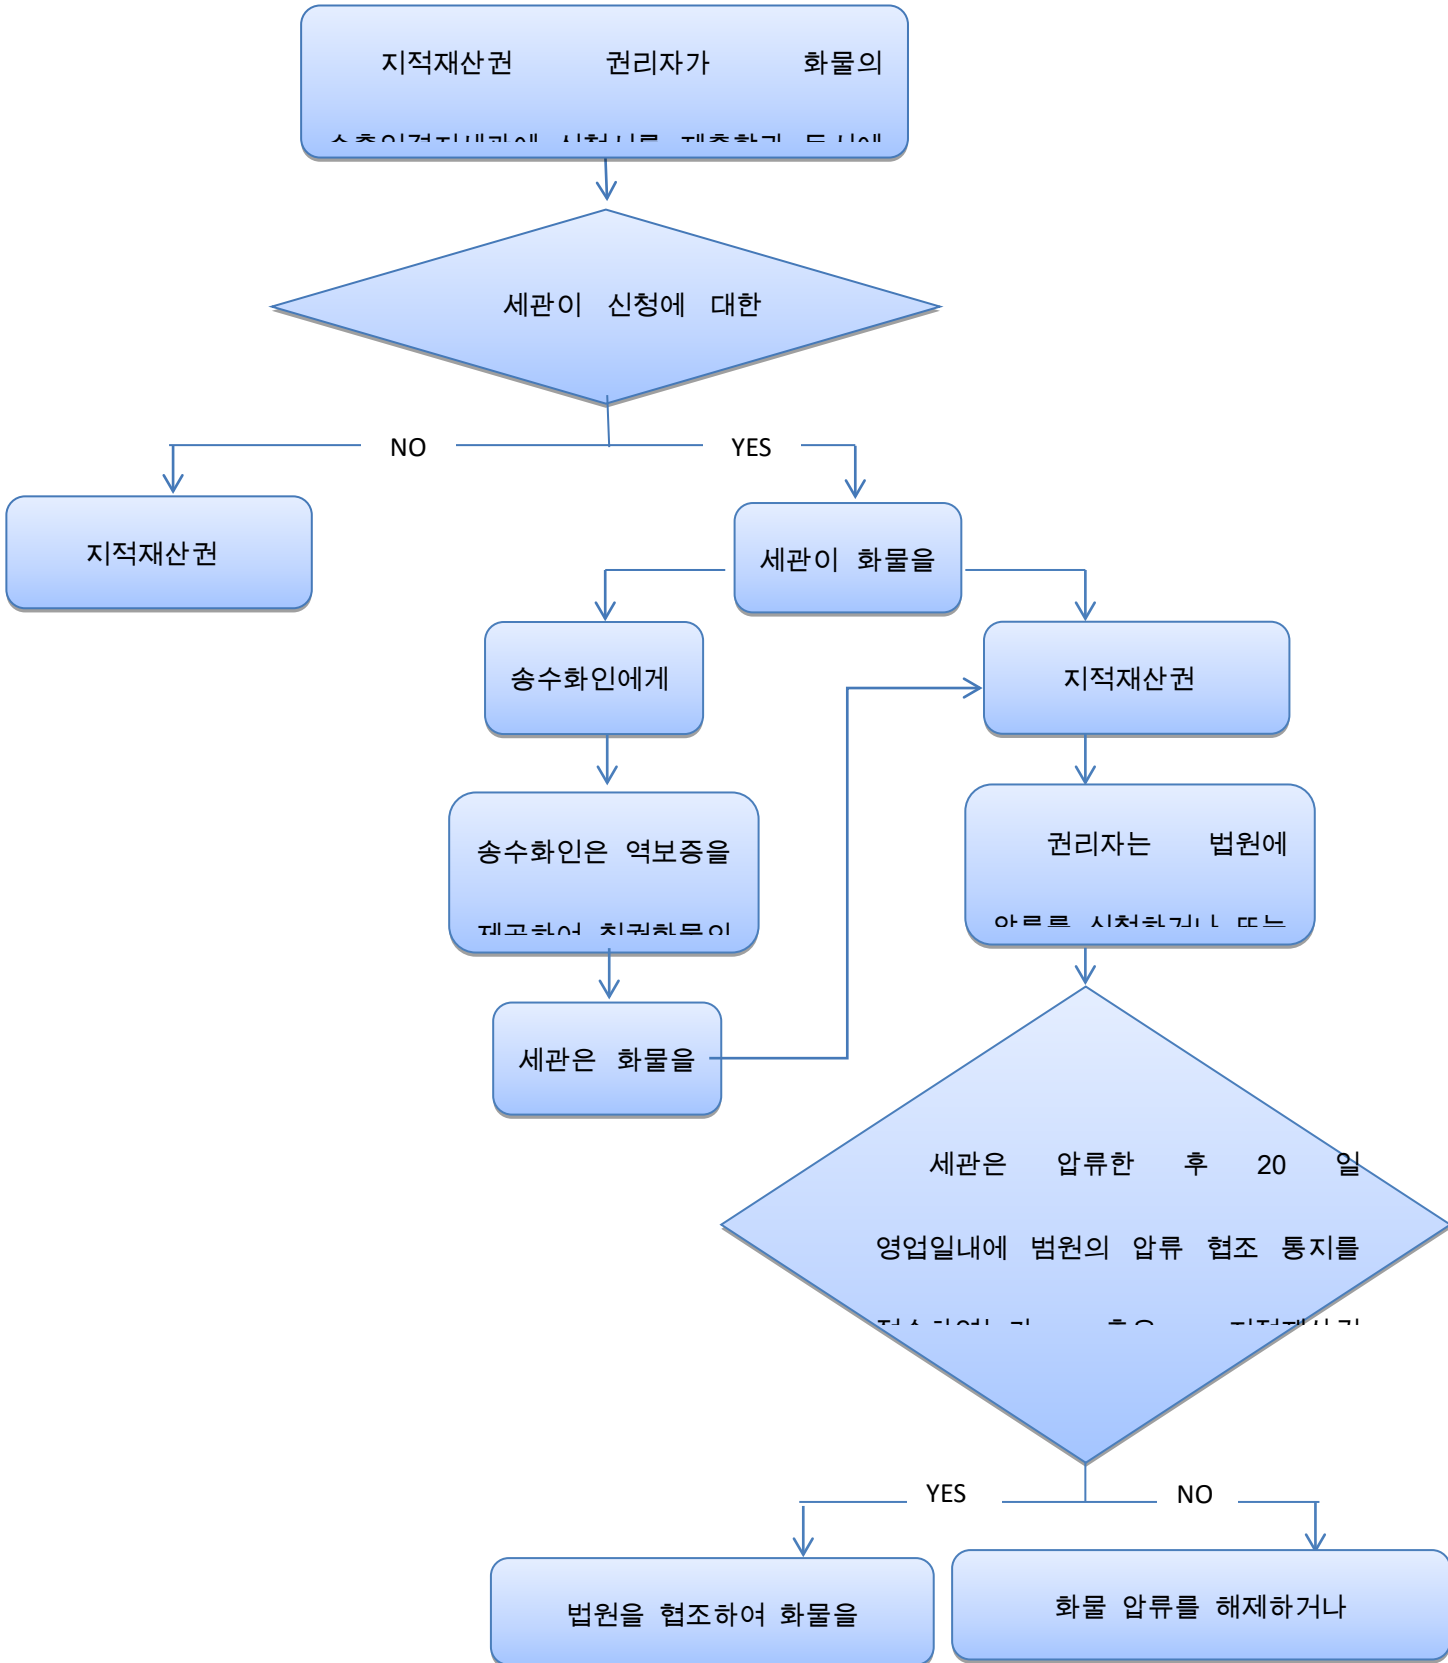 지적재산권 권리자가 화물의
세관이 신청에 대한
NO
YES
지적재산권
세관이 화물을
송수화인에게
지적재산권
송수화인은 역보증을
권리자는 법원에
세관은 화물을
세관은 압류한 후 20 일
영업일내에 범원의 압류 협조 통지를
YES
NO
법원을 협조하여 화물을
화물 압류를 해제하거나